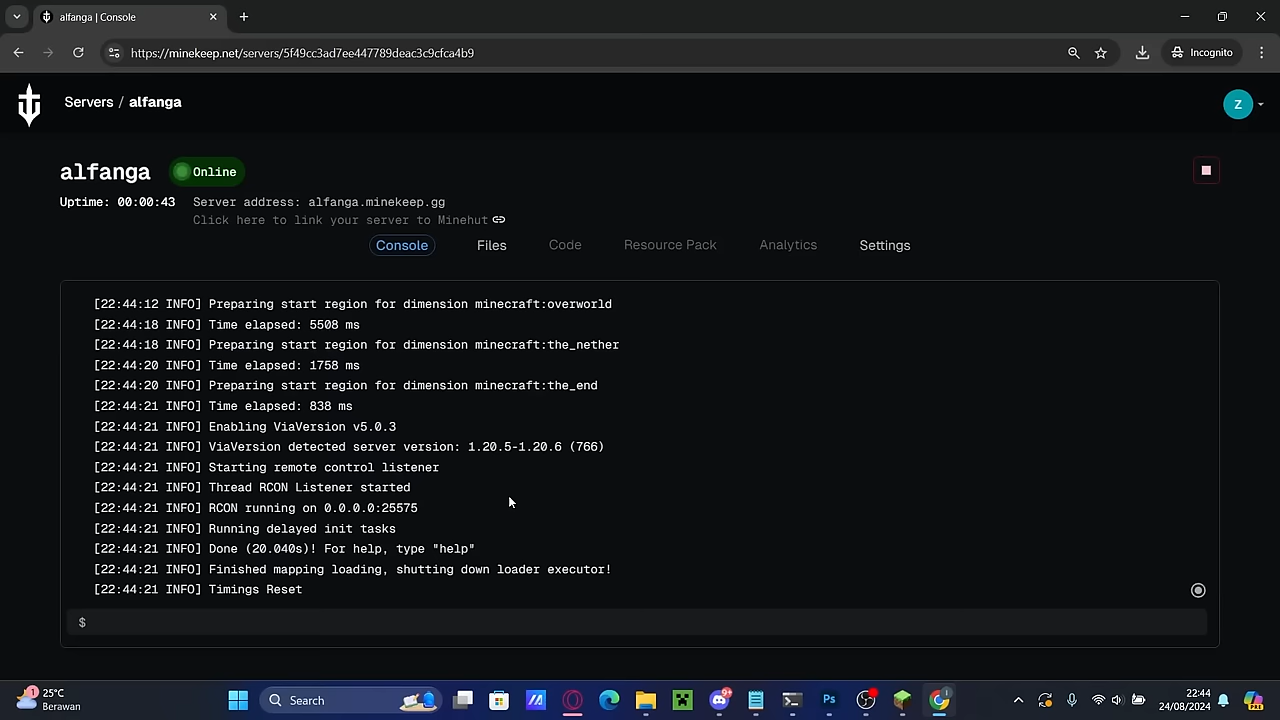 alfanga | Console
https://minekeep.net/servers/5f49cc3ad7ee447789deac3c9cfca4b9
Incognito
Servers / alfanga
Z
alfanga
Online
Uptime: 00:00:43
Server address: alfanga.minekeep.gg
Click here to link your server to Minehut
Console
Files
Code
Resource Pack
Analytics
Settings
[22:44:12 INFO] Preparing start region for dimension minecraft:overworld
[22:44:18 INFO] Time elapsed: 5508 ms
[22:44:18 INFO] Preparing start region for dimension minecraft:the_nether
[22:44:20 INFO] Time elapsed: 1758 ms
[22:44:20 INFO] Preparing start region for dimension minecraft:the_end
[22:44:21 INFO] Time elapsed: 838 ms
[22:44:21 INFO] Enabling ViaVersion v5.0.3
[22:44:21 INFO] ViaVersion detected server version: 1.20.5-1.20.6 (766)
[22:44:21 INFO] Starting remote control listener
[22:44:21 INFO] Thread RCON Listener started
[22:44:21 INFO] RCON running on 0.0.0.0:25575
[22:44:21 INFO] Running delayed init tasks
[22:44:21 INFO] Done (20.040s)! For help, type "help"
[22:44:21 INFO] Finished mapping loading, shutting down loader executor!
[22:44:21 INFO] Timings Reset
$
1
25°C
Berawan
Search
Ps
22:44
24/08/2024